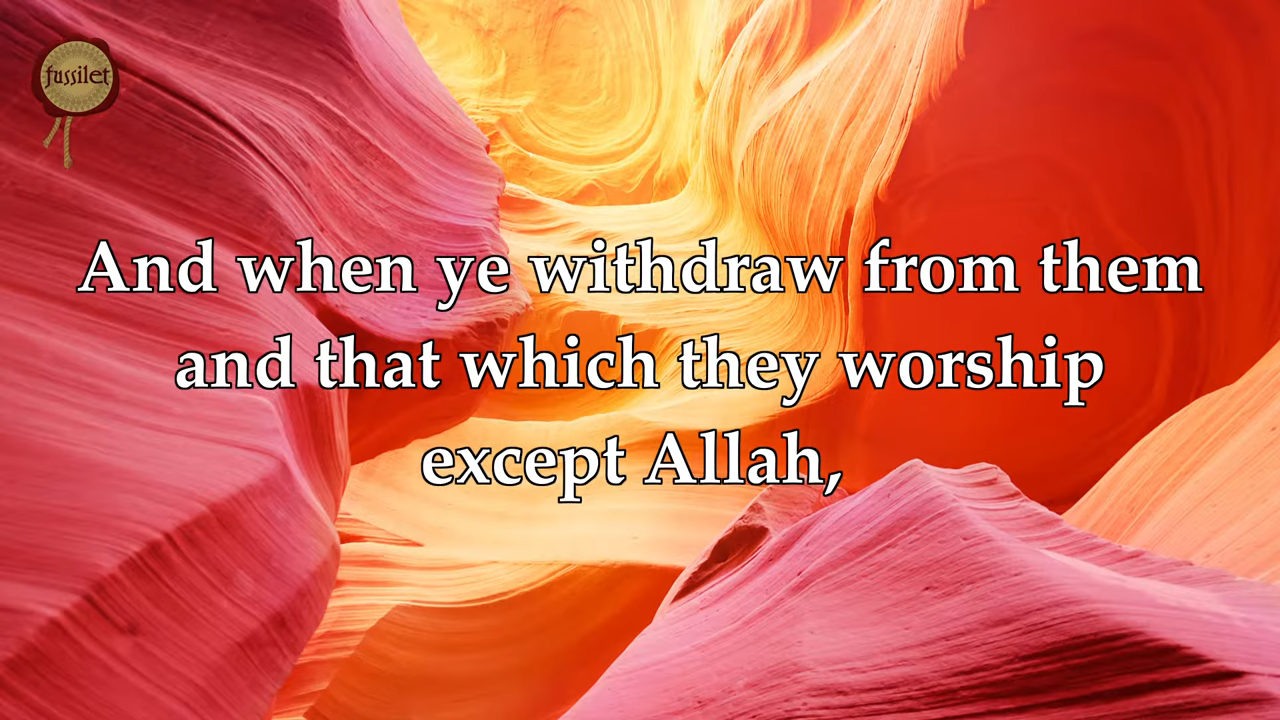 fussilet
And when ye withdraw from them
and that which they worship
except Allah,